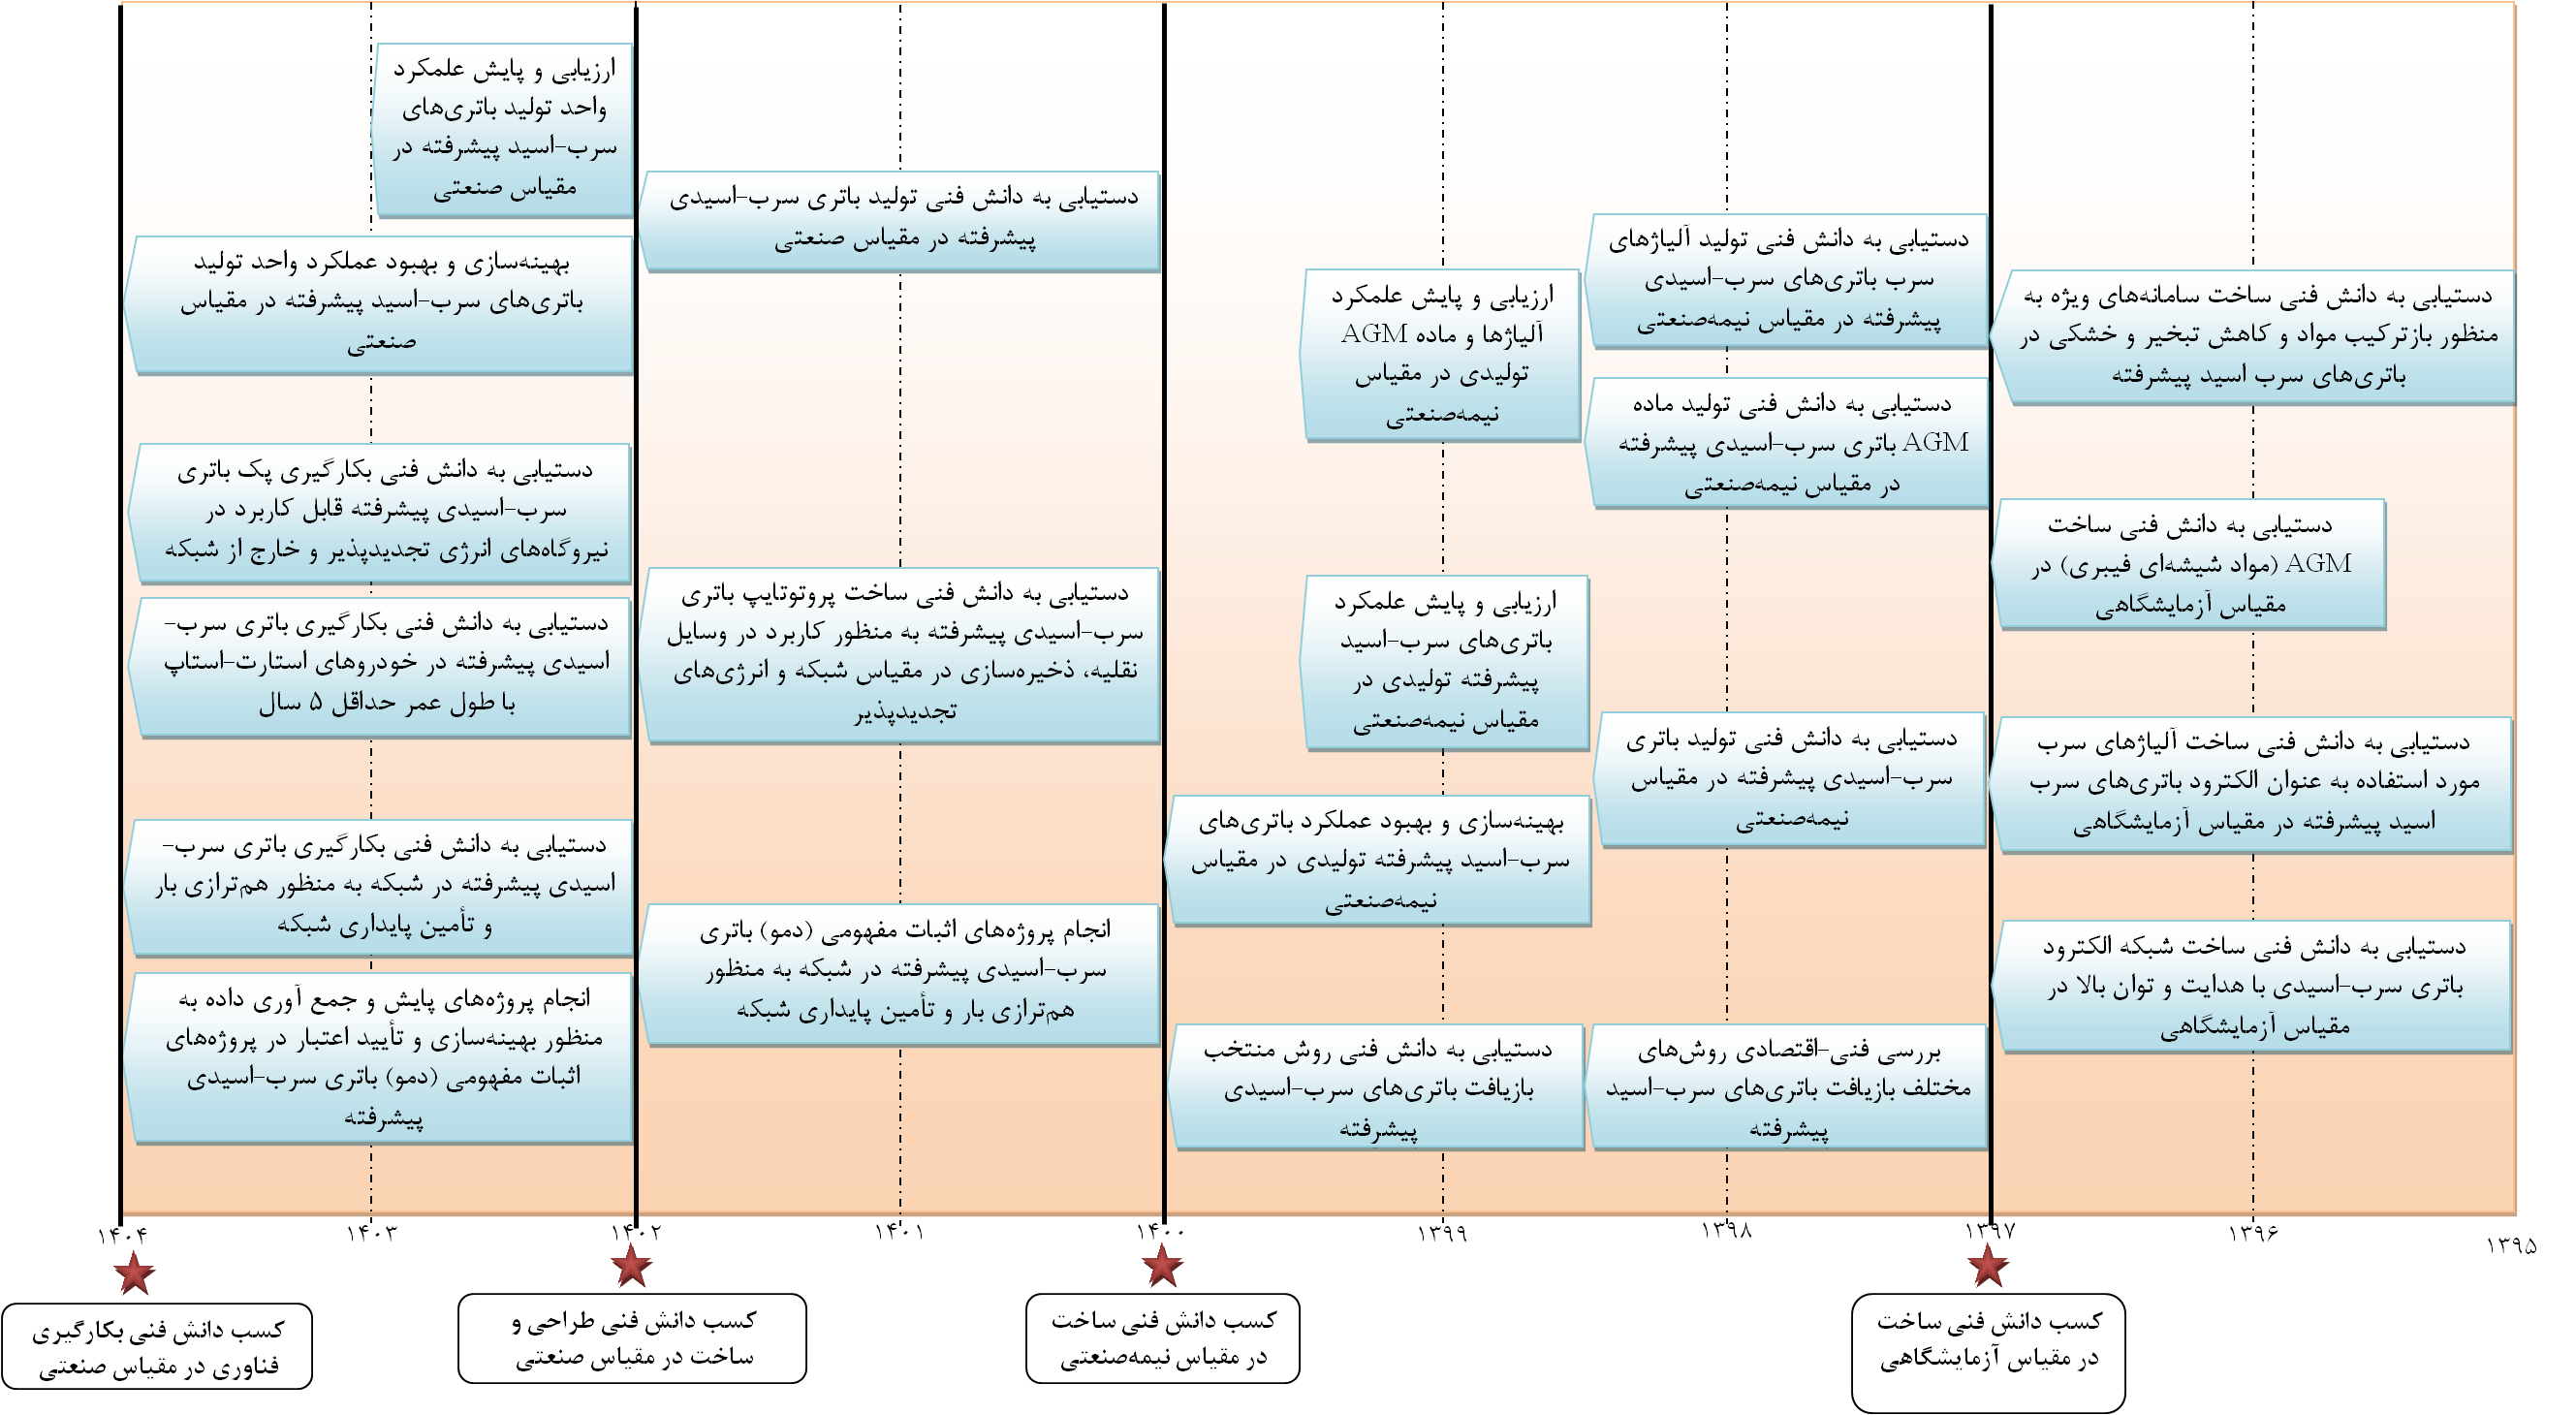 دستیابی به دانش فنی ساخت سامانه‌های ویژه به
منظور بازترکیب مواد و کاهش تبخیر و خشکی در
باتری‌های سرب اسید پیشرفته
دستیابی به دانش فنی ساخت
AGM (مواد شیشه‌ای فیبری) در
مقیاس آزمایشگاهی
دستیابی به دانش فنی ساخت آلیاژهای سرب
مورد استفاده به عنوان الکترود باتری‌های سرب
اسید پیشرفته در مقیاس آزمایشگاهی
دستیابی به دانش فنی ساخت شبکه الکترود
باتری سرب-اسیدی با هدایت و توان بالا در
مقیاس آزمایشگاهی
دستیابی به دانش فنی تولید آلیاژهای
سرب باتری‌های سرب-اسیدی
پیشرفته در مقیاس نیمه‌صنعتی
دستیابی به دانش فنی تولید ماده
AGM باتری سرب-اسیدی پیشرفته
در مقیاس نیمه‌صنعتی
دستیابی به دانش فنی تولید باتری
سرب-اسیدی پیشرفته در مقیاس
نیمه‌صنعتی
بررسی فنی-اقتصادی روش‌های
مختلف بازیافت باتری‌های سرب-اسید
پیشرفته
ارزیابی و پایش علمکرد
آلیاژها و ماده AGM
تولیدی در مقیاس
نیمه‌صنعتی
ارزیابی و پایش علمکرد
باتری‌های سرب-اسید
پیشرفته تولیدی در
مقیاس نیمه‌صنعتی
بهینه‌سازی و بهبود عملکرد باتری‌های
سرب-اسید پیشرفته تولیدی در مقیاس
نیمه‌صنعتی
دستیابی به دانش فنی روش منتخب
بازیافت باتری‌های سرب-اسیدی
پیشرفته
دستیابی به دانش فنی تولید باتری سرب-اسیدی
پیشرفته در مقیاس صنعتی
دستیابی به دانش فنی ساخت پروتوتایپ باتری
سرب-اسیدی پیشرفته به منظور کاربرد در وسایل
نقلیه، ذخیره‌سازی در مقیاس شبکه و انرژی‌های
تجدیدپذیر
انجام پروژه‌های اثبات مفهومی (دمو) باتری
سرب-اسیدی پیشرفته در شبکه به منظور
هم‌ترازی بار و تأمین پایداری شبکه
ارزیابی و پایش علمکرد
واحد تولید باتری‌های
سرب-اسید پیشرفته در
مقیاس صنعتی
بهینه‌سازی و بهبود عملکرد واحد تولید
باتری‌های سرب-اسید پیشرفته در مقیاس
صنعتی
دستیابی به دانش فنی بکارگیری پک باتری
سرب-اسیدی پیشرفته قابل کاربرد در
نیروگاه‌های انرژی تجدیدپذیر و خارج از شبکه
دستیابی به دانش فنی بکارگیری باتری سرب-
اسیدی پیشرفته در خودروهای استارت-استاپ
با طول عمر حداقل ۵ سال
دستیابی به دانش فنی بکارگیری باتری سرب-
اسیدی پیشرفته در شبکه به منظور هم‌ترازی بار
و تأمین پایداری شبکه
انجام پروژه‌های پایش و جمع آوری داده به
منظور بهینه‌سازی و تأیید اعتبار در پروژه‌های
اثبات مفهومی (دمو) باتری سرب-اسیدی
پیشرفته
۱۳۹۵
۱۳۹۶
۱۳۹۷
۱۳۹۸
۱۳۹۹
۱۴۰۰
۱۴۰۱
۱۴۰۲
۱۴۰۳
۱۴۰۴
کسب دانش فنی ساخت
در مقیاس آزمایشگاهی
کسب دانش فنی ساخت
در مقیاس نیمه‌صنعتی
کسب دانش فنی طراحی و
ساخت در مقیاس صنعتی
کسب دانش فنی بکارگیری
فناوری در مقیاس صنعتی